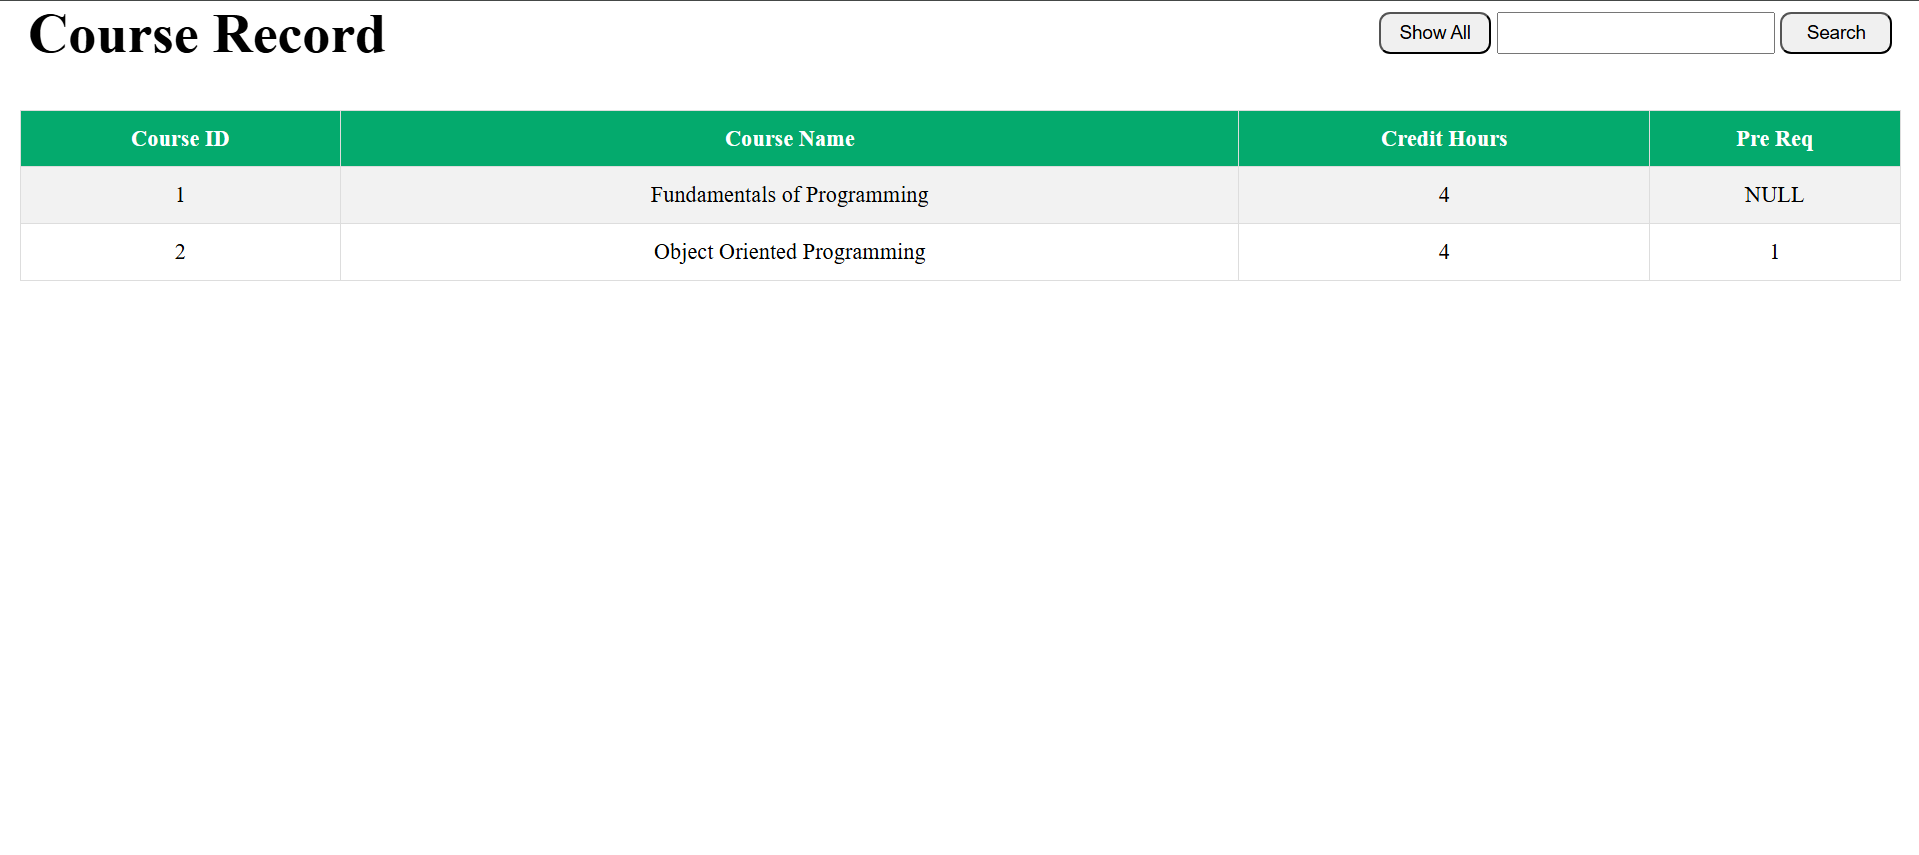 Course Record
Show All
Search
Course ID Course Name Credit Hours Pre Req
1 Fundamentals of Programming 4 NULL
2 Object Oriented Programming 4 1